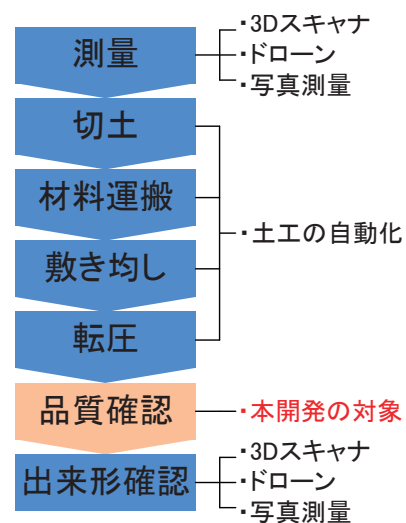 測量
・3Dスキャナ
・ドローン
・写真測量
切土
材料運搬
敷き均し
転圧
・土工の自動化
品質確認
・本開発の対象
出来形確認
・3Dスキャナ
・ドローン
・写真測量